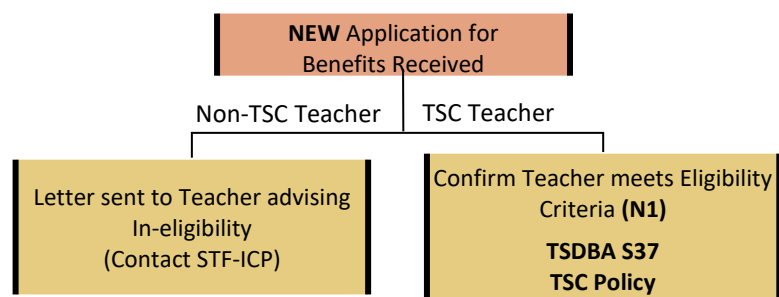 NEW Application for
Benefits Received
Non-TSC Teacher
TSC Teacher
Letter sent to Teacher advising
In-eligibility
(Contact STF-ICP)
Confirm Teacher meets Eligibility
Criteria (N1)
TSDBA S37
TSC Policy